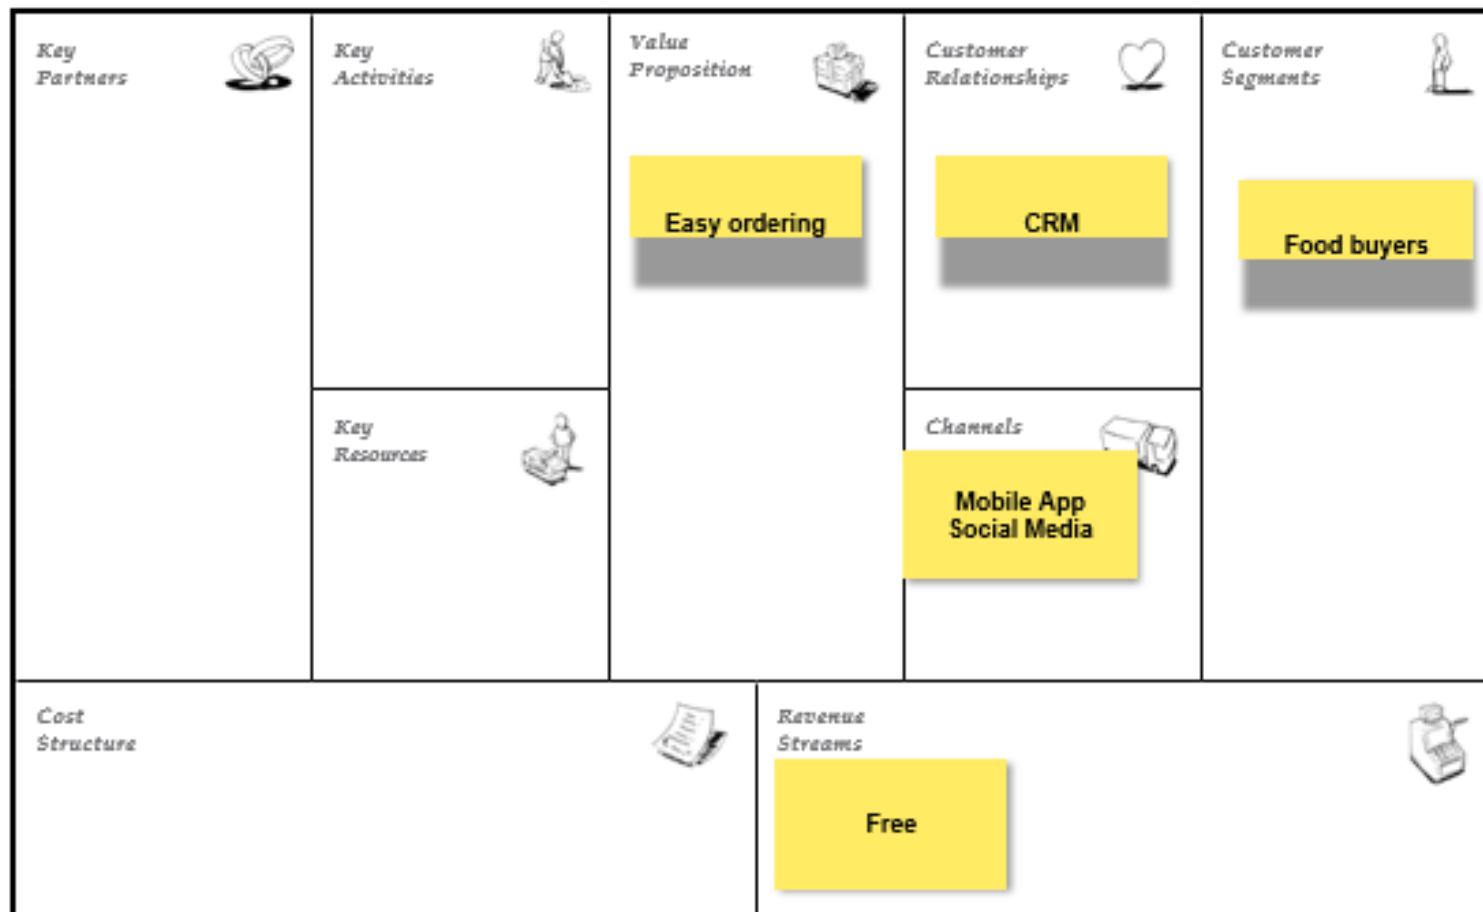 Key
Partners
Key
Activities
Value
Proposition
Customer
Relationships
Customer
Segments
Easy ordering
CRM
Food buyers
Key
Resources
Channels
Mobile App
Social Media
Cost
Structure
Revenue
Streams
Free